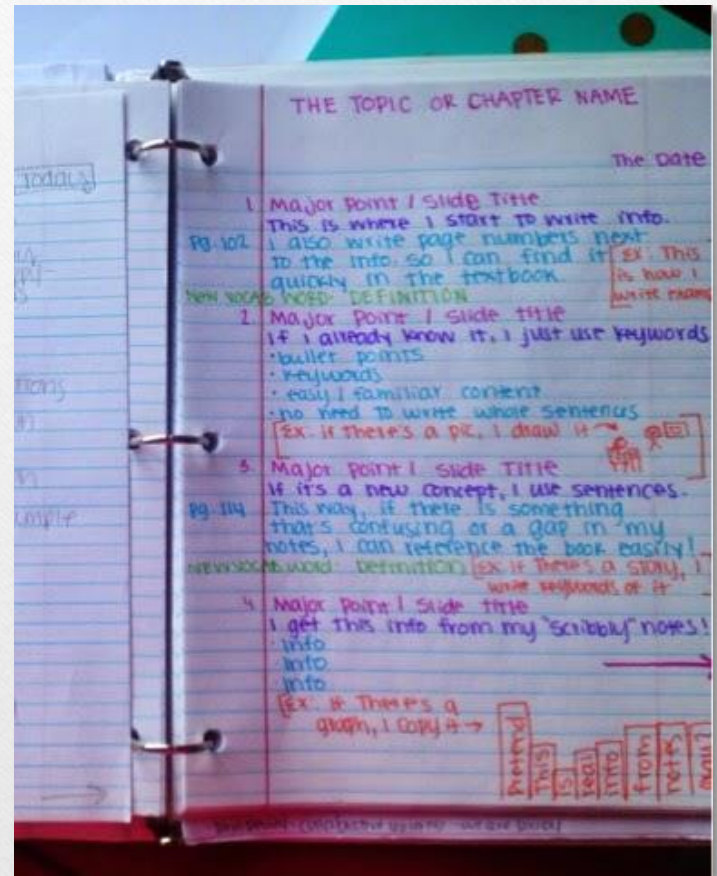 THE TOPIC OR CHAPTER NAME
The Date
1. Major Point / Slide Title
This is where I start to write info.
Pg. 102 I also write page numbers next
to the info so I can find it
quickly in the textbook
[Ex: This
is how I
write
NEW VOCAB WORD: DEFINITION
2. Major Point / Slide Title
If I already know it, I just use keywords
• bullet points
• keywords
• easy / familiar content
• no need to write whole sentences
[Ex: if there's a pic, I draw it →
3. Major Point / Slide Title
If it's a new concept, I use sentences.
Pg. 114 This way, if there is something
that's confusing or a gap in my
notes, I can reference the book easily!
NEW VOCAB WORD: Definition [Ex: if There's a story, I
write keywords of it
4. Major Point / Slide title
I get this info from my "scribbly" notes!
• info
• info
• info
[Ex: if There's a
graph, I copy it →
Pretend
This
is
real
info
from
notes
Today]